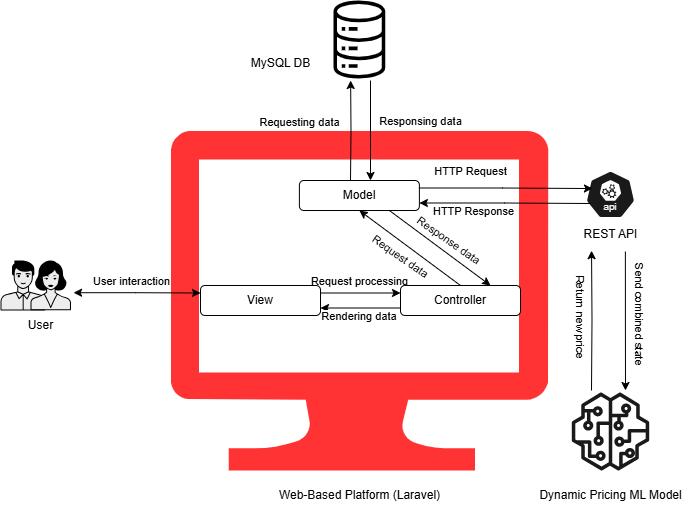 MySQL DB
Requesting data
Responsing data
HTTP Request
Model
api
HTTP Response
REST API
Response data
Request data
User interaction
Request processing
View
Controller
Rendering data
User
Return new price
Send combined state
Web-Based Platform (Laravel)
Dynamic Pricing ML Model